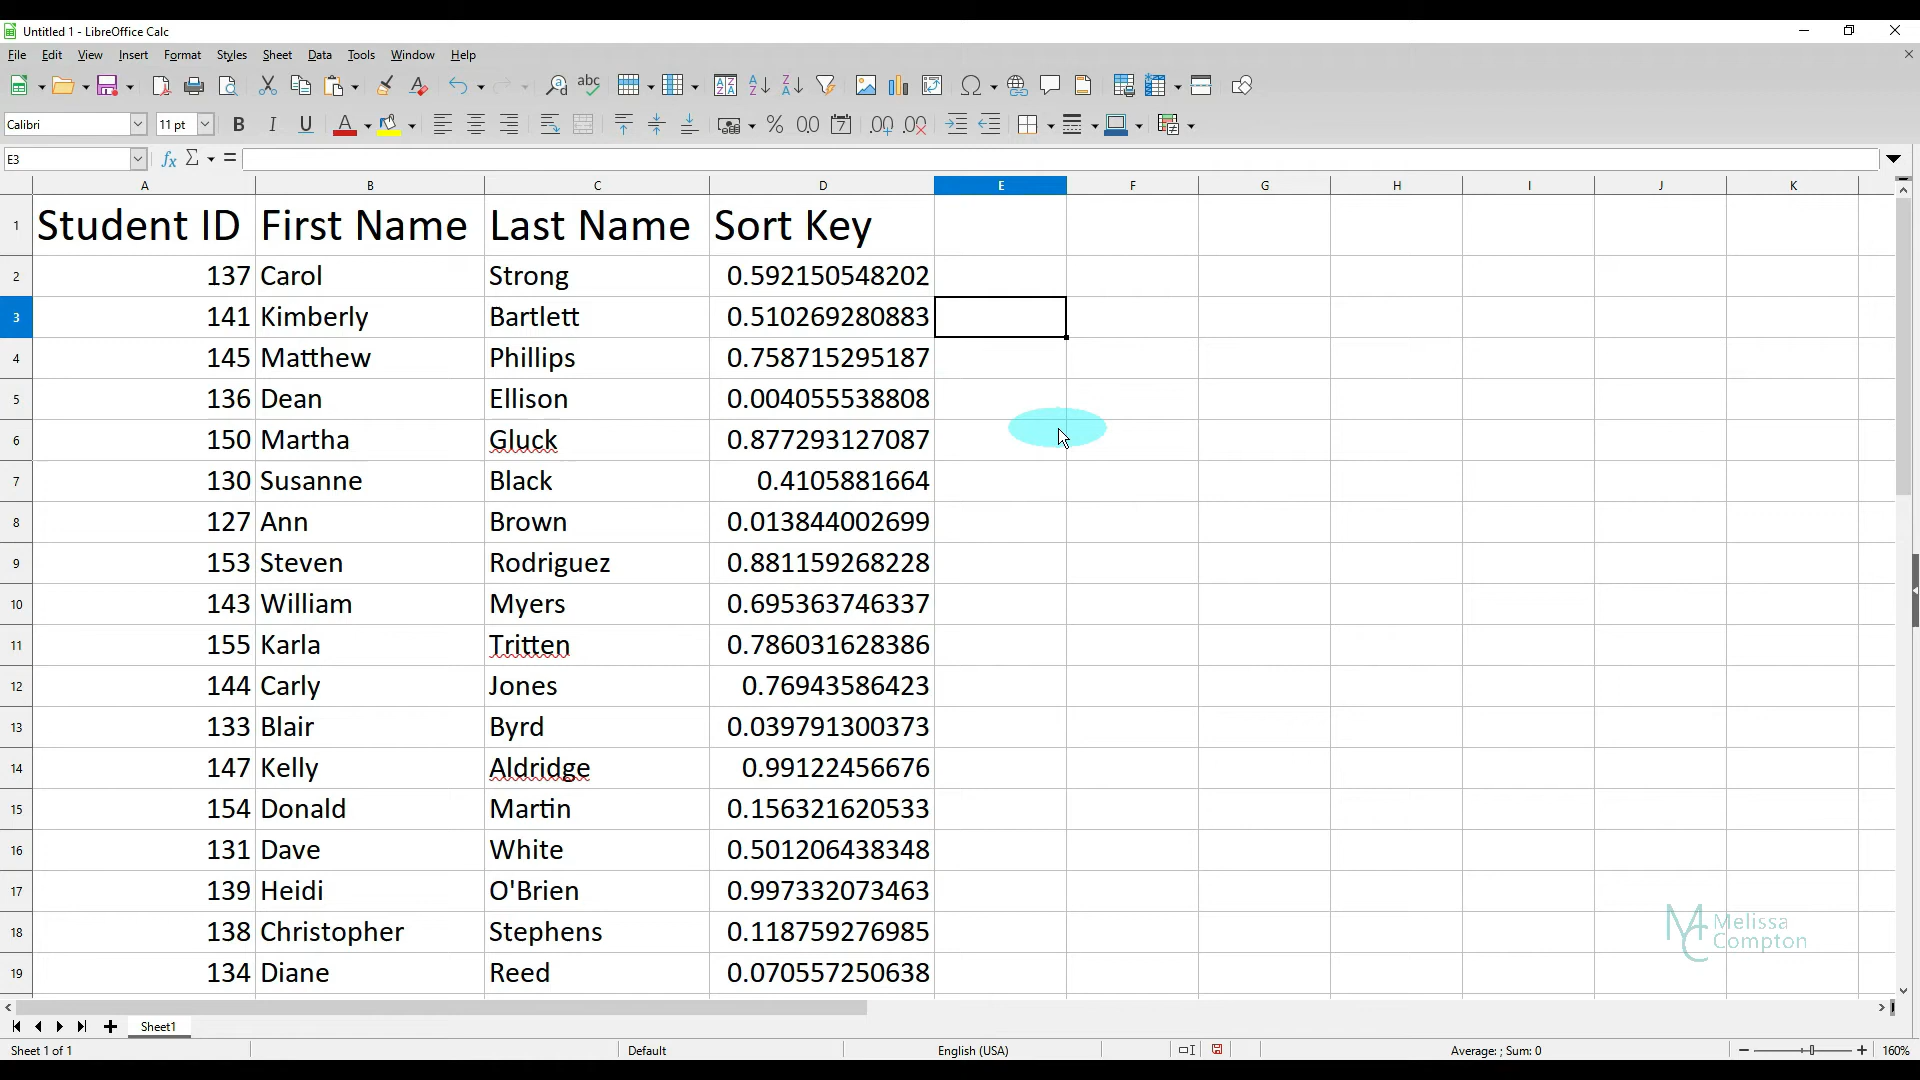 Untitled 1 - LibreOffice Calc
File Edit View Insert Format Styles Sheet Data Tools Window Help
Calibri 11 pt
E3
A B C D E F G H I J K
1 Student ID First Name Last Name Sort Key
2 137 Carol Strong 0.592150548202
3 141 Kimberly Bartlett 0.510269280883
4 145 Matthew Phillips 0.758715295187
5 136 Dean Ellison 0.004055538808
6 150 Martha Gluck 0.877293127087
7 130 Susanne Black 0.4105881664
8 127 Ann Brown 0.013844002699
9 153 Steven Rodriguez 0.881159268228
10 143 William Myers 0.695363746337
11 155 Karla Tritten 0.786031628386
12 144 Carly Jones 0.76943586423
13 133 Blair Byrd 0.039791300373
14 147 Kelly Aldridge 0.99122456676
15 154 Donald Martin 0.156321620533
16 131 Dave White 0.501206438348
17 139 Heidi O'Brien 0.997332073463
18 138 Christopher Stephens 0.118759276985
19 134 Diane Reed 0.070557250638
MC Melissa
Compton
Sheet1
Sheet 1 of 1 Default English (USA) Average: ; Sum: 0 160%